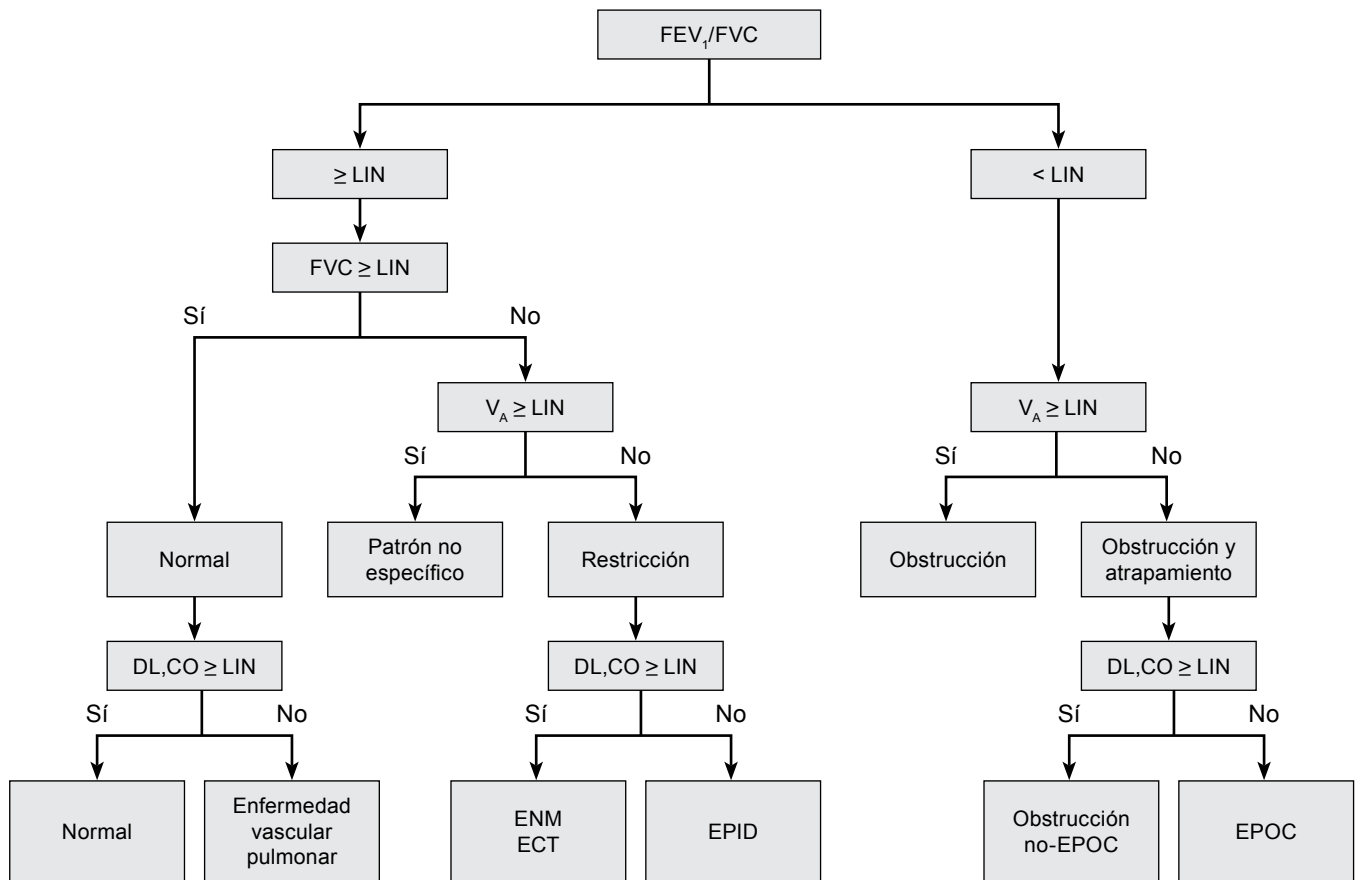 FEV₁/FVC
≥ LIN
< LIN
FVC ≥ LIN
Sí
No
V_A ≥ LIN
V_A ≥ LIN
Sí
No
Sí
No
Normal
Patrón no
específico
Restricción
Obstrucción
Obstrucción y
atrapamiento
DL,CO ≥ LIN
DL,CO ≥ LIN
DL,CO ≥ LIN
Sí
No
Sí
No
Sí
No
Normal
Enfermedad
vascular
pulmonar
ENM
ECT
EPID
Obstrucción
no-EPOC
EPOC